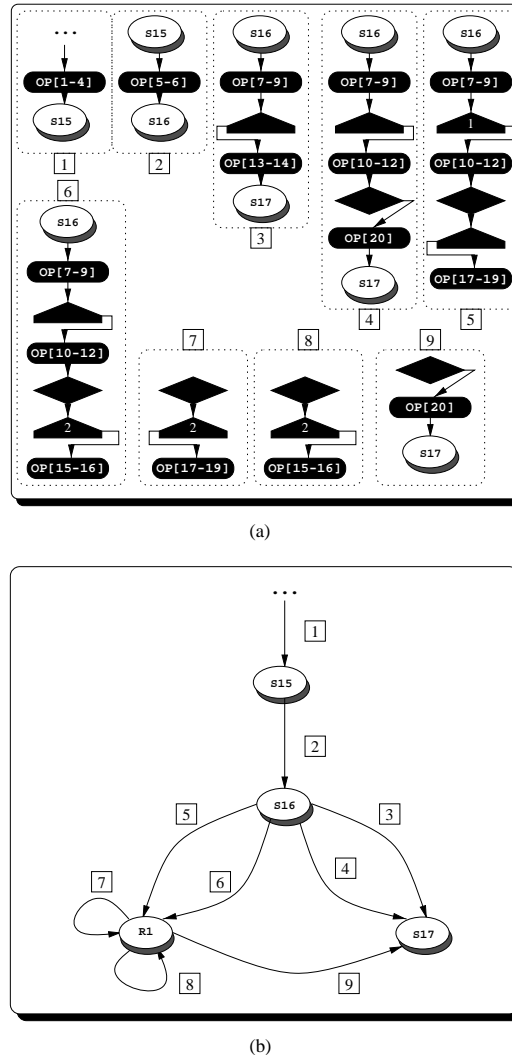 ...
OP[1-4]
S15
1
S15
OP[5-6]
S16
2
S16
OP[7-9]
OP[13-14]
S17
3
S16
OP[7-9]
OP[10-12]
OP[20]
S17
4
S16
OP[7-9]
1
OP[10-12]
OP[17-19]
5
6
S16
OP[7-9]
OP[10-12]
2
OP[15-16]
7
2
OP[17-19]
8
2
OP[15-16]
9
OP[20]
S17
(a)
...
1
S15
2
S16
5
3
6
4
7
R1
S17
8
9
(b)